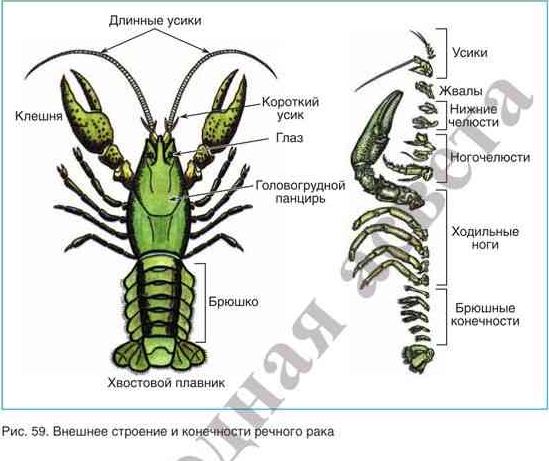 Длинные усики
Клешня
Короткий
усик
Глаз
Головогрудной
панцирь
Брюшко
Хвостовой плавник
Усики
Жвалы
Нижние
челюсти
Ногочелюсти
Ходильные
ноги
Брюшные
конечности
Рис. 59. Внешнее строение и конечности речного рака